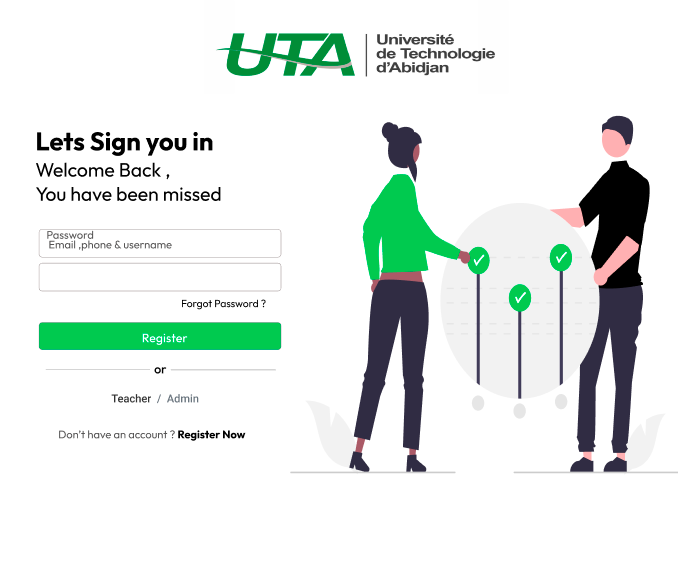 UTA
Université
de Technologie
d'Abidjan
Lets Sign you in
Welcome Back ,
You have been missed
Password
Email ,phone & username
Forgot Password ?
Register
or
Teacher / Admin
Don't have an account ? Register Now